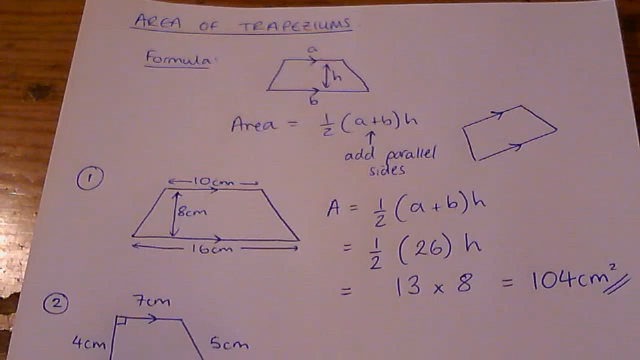 AREA OF TRAPEZIUMS
Formula:
a
h
b
Area = 1/2 (a+b)h
add parallel
sides
①
10cm
8cm
16cm
A = 1/2 (a+b)h
= 1/2 (26) h
= 13 × 8 = 104cm²
②
7cm
4cm
5cm